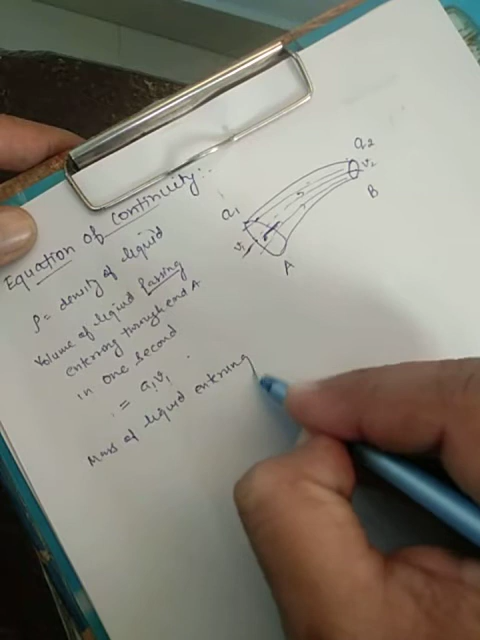 Equation of Continuity:-
ρ = density of liquid
Volume of liquid passing
entering through end A
in one second
= a1v1
Mass of liquid entering
a1
v1
A
a2
v2
B